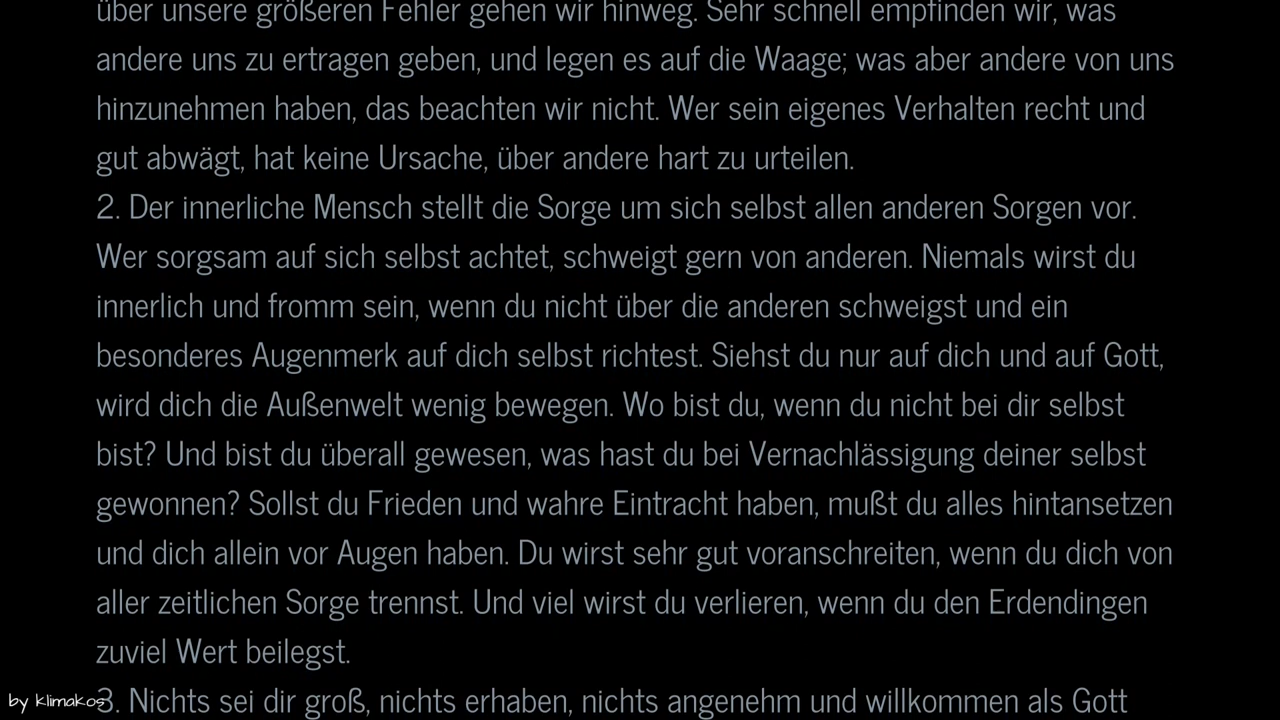 über unsere größeren Fehler gehen wir hinweg. Sehr schnell empfinden wir, was
andere uns zu ertragen geben, und legen es auf die Waage; was aber andere von uns
hinzunehmen haben, das beachten wir nicht. Wer sein eigenes Verhalten recht und
gut abwägt, hat keine Ursache, über andere hart zu urteilen.
2. Der innerliche Mensch stellt die Sorge um sich selbst allen anderen Sorgen vor.
Wer sorgsam auf sich selbst achtet, schweigt gern von anderen. Niemals wirst du
innerlich und fromm sein, wenn du nicht über die anderen schweigst und ein
besonderes Augenmerk auf dich selbst richtest. Siehst du nur auf dich und auf Gott,
wird dich die Außenwelt wenig bewegen. Wo bist du, wenn du nicht bei dir selbst
bist? Und bist du überall gewesen, was hast du bei Vernachlässigung deiner selbst
gewonnen? Sollst du Frieden und wahre Eintracht haben, mußt du alles hintansetzen
und dich allein vor Augen haben. Du wirst sehr gut voranschreiten, wenn du dich von
aller zeitlichen Sorge trennst. Und viel wirst du verlieren, wenn du den Erdendingen
zuviel Wert beilegst.
3. Nichts sei dir groß, nichts erhaben, nichts angenehm und willkommen als Gott
by klimakos